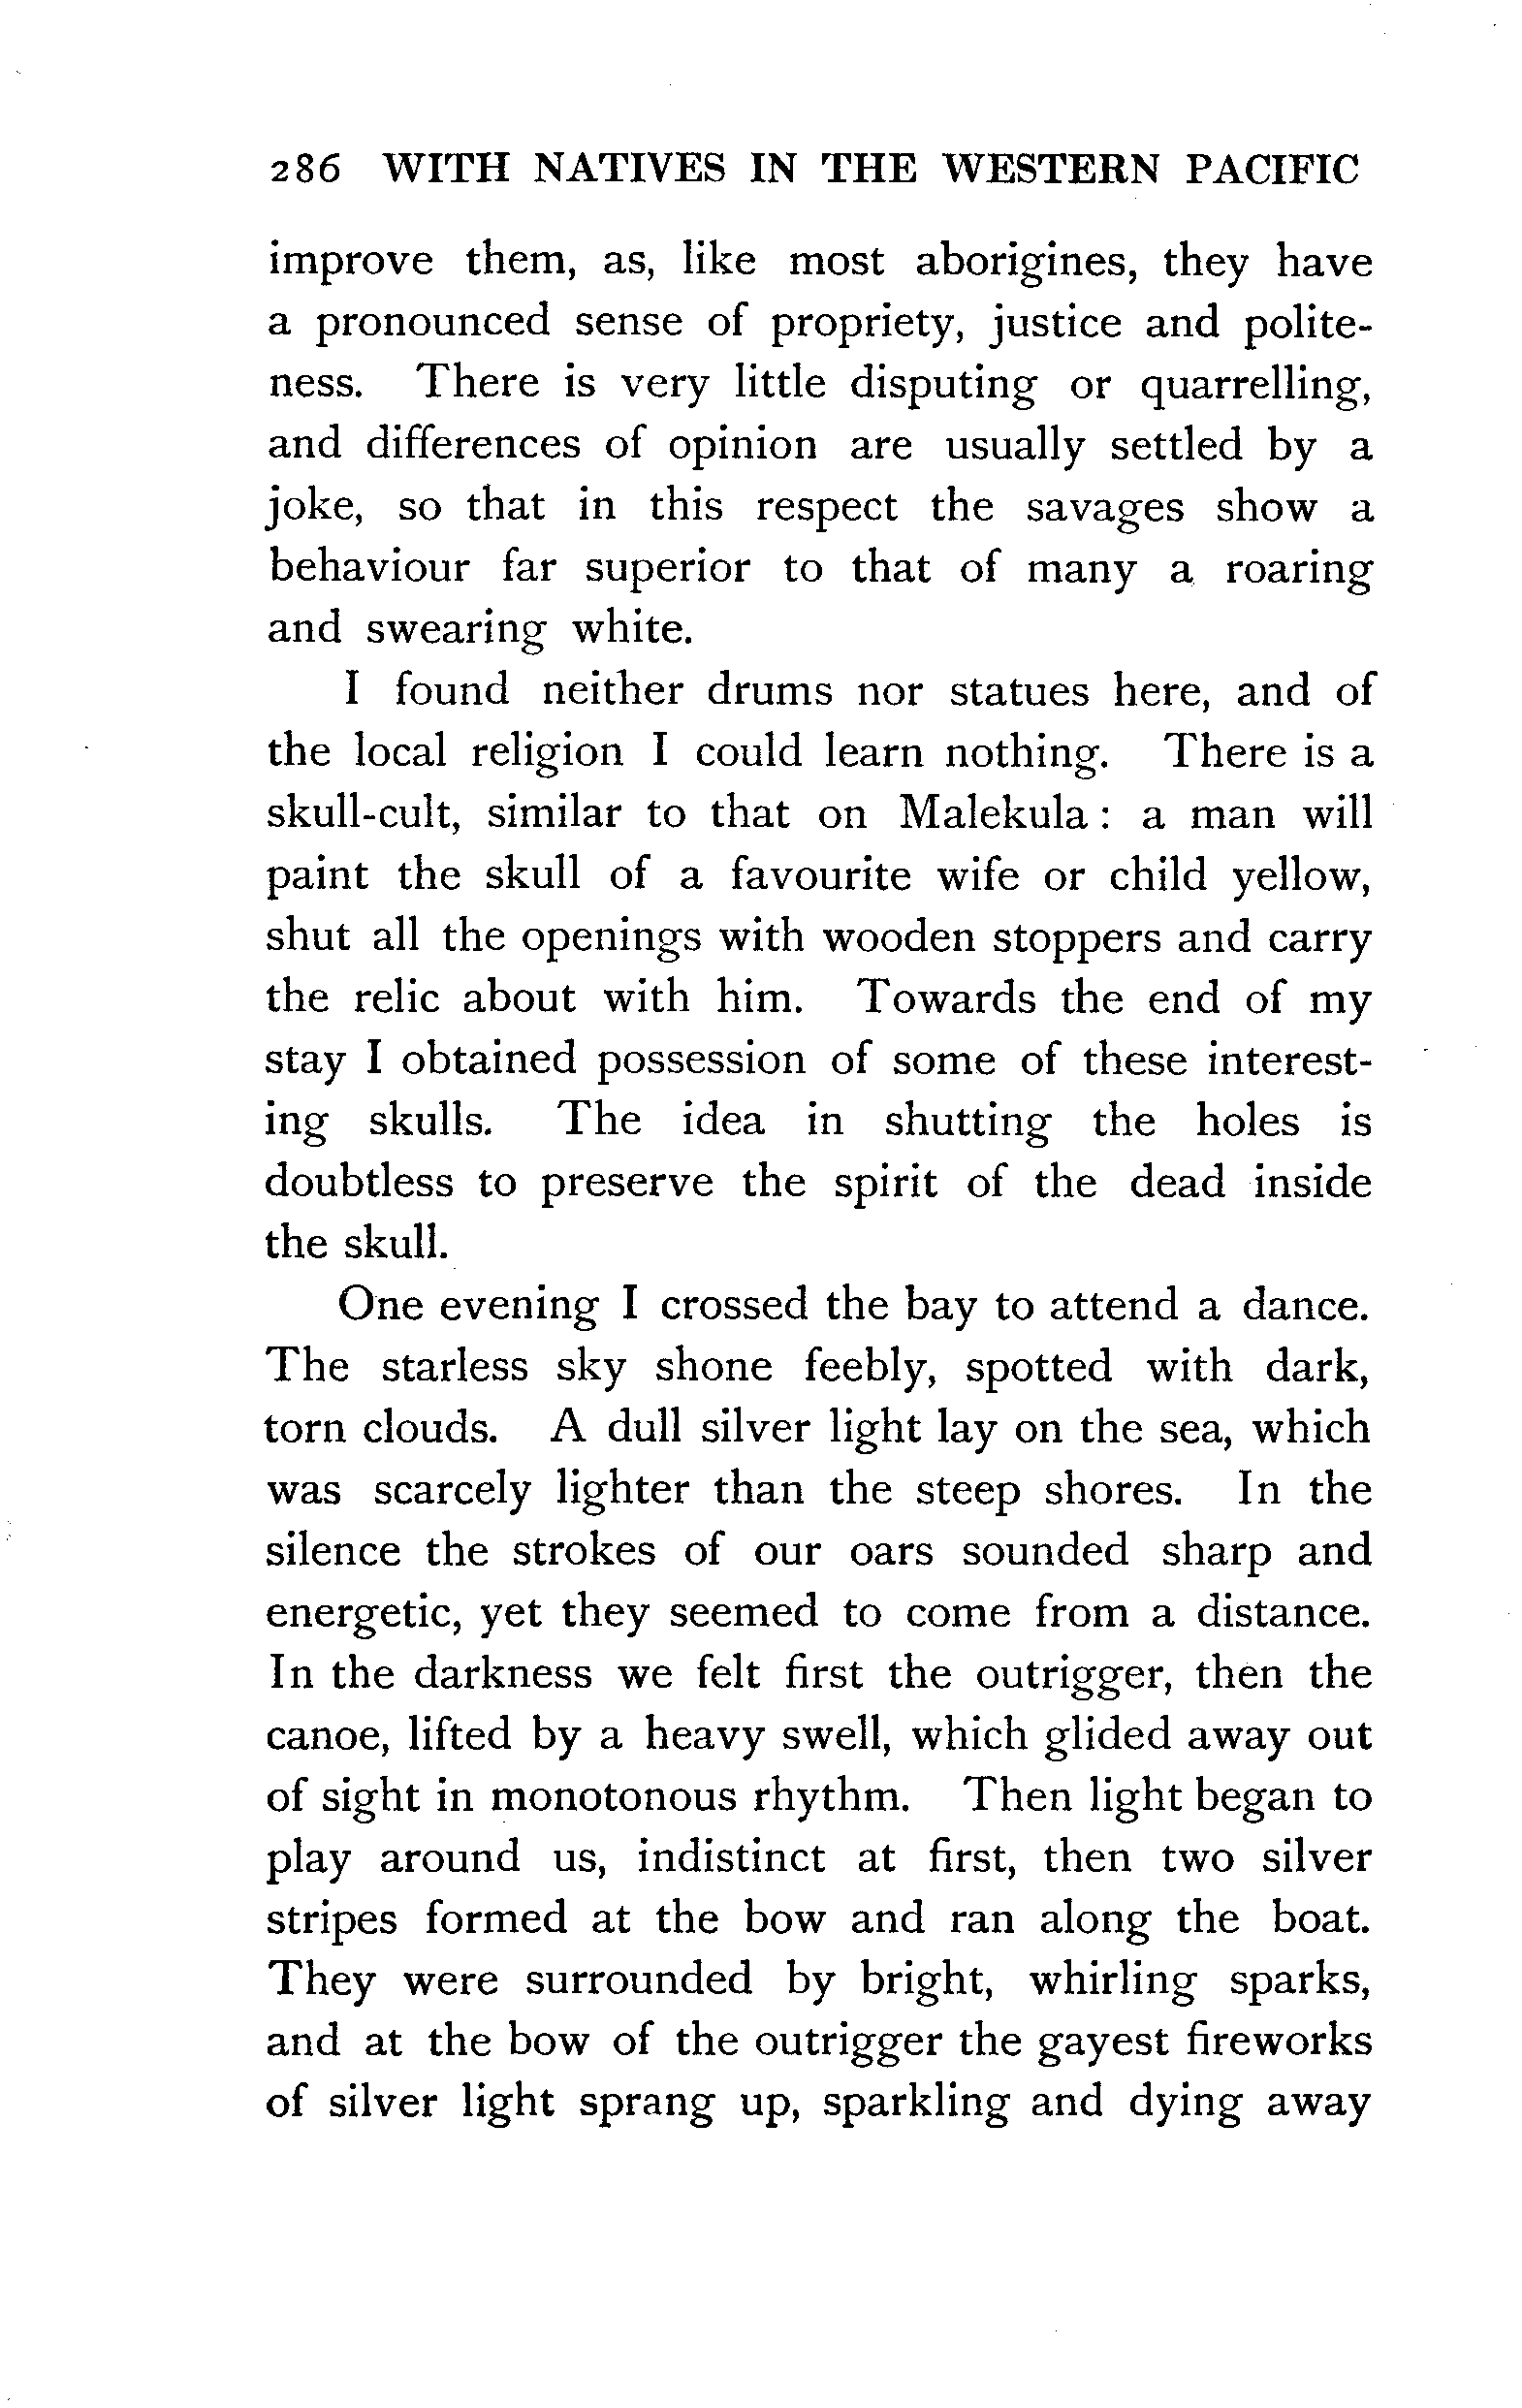 286 WITH NATIVES IN THE WESTERN PACIFIC
improve them, as, like most aborigines, they have
a pronounced sense of propriety, justice and polite-
ness. There is very little disputing or quarrelling,
and differences of opinion are usually settled by a
joke, so that in this respect the savages show a
behaviour far superior to that of many a roaring
and swearing white.
I found neither drums nor statues here, and of
the local religion I could learn nothing. There is a
skull-cult, similar to that on Malekula: a man will
paint the skull of a favourite wife or child yellow,
shut all the openings with wooden stoppers and carry
the relic about with him. Towards the end of my
stay I obtained possession of some of these interest-
ing skulls. The idea in shutting the holes is
doubtless to preserve the spirit of the dead inside
the skull.
One evening I crossed the bay to attend a dance.
The starless sky shone feebly, spotted with dark,
torn clouds. A dull silver light lay on the sea, which
was scarcely lighter than the steep shores. In the
silence the strokes of our oars sounded sharp and
energetic, yet they seemed to come from a distance.
In the darkness we felt first the outrigger, then the
canoe, lifted by a heavy swell, which glided away out
of sight in monotonous rhythm. Then light began to
play around us, indistinct at first, then two silver
stripes formed at the bow and ran along the boat.
They were surrounded by bright, whirling sparks,
and at the bow of the outrigger the gayest fireworks
of silver light sprang up, sparkling and dying away